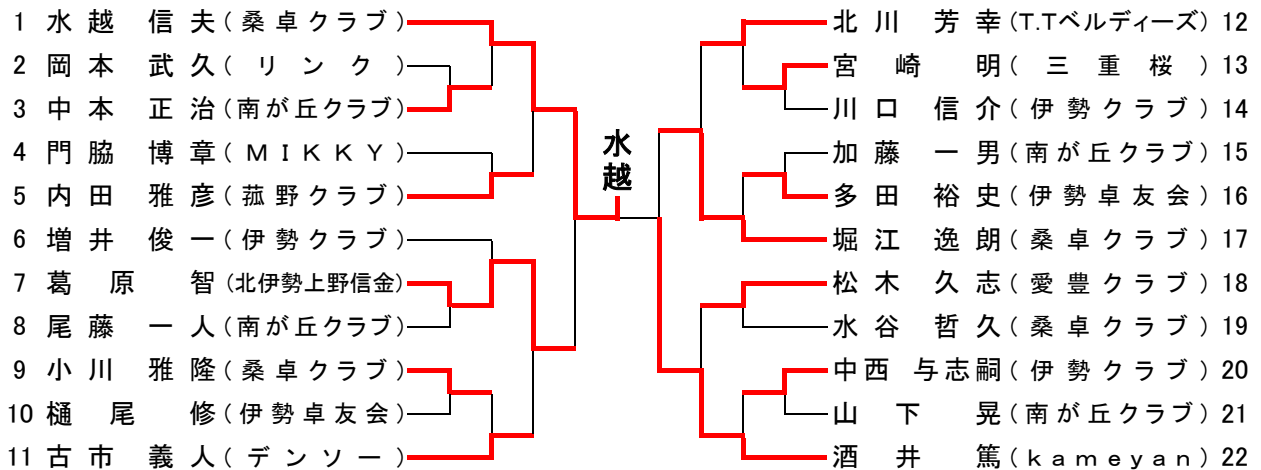 1 水越 信夫(桑卓クラブ)
2 岡本 武久(リンク)
3 中本 正治(南が丘クラブ)
4 門脇 博章(ＭＩＫＫＹ)
5 内田 雅彦(菰野クラブ)
6 増井 俊一(伊勢クラブ)
7 葛原 智(北伊勢上野信金)
8 尾藤 一人(南が丘クラブ)
9 小川 雅隆(桑卓クラブ)
10 樋尾 修(伊勢卓友会)
11 古市 義人(デンソー)
水越
北川 芳幸(T.Tベルディーズ) 12
宮崎 明(三重桜) 13
川口 信介(伊勢クラブ) 14
加藤 一男(南が丘クラブ) 15
多田 裕史(伊勢卓友会) 16
堀江 逸朗(桑卓クラブ) 17
松木 久志(愛豊クラブ) 18
水谷 哲久(桑卓クラブ) 19
中西 与志嗣(伊勢クラブ) 20
山下 晃(南が丘クラブ) 21
酒井 篤(ｋａｍｅｙａｎ) 22